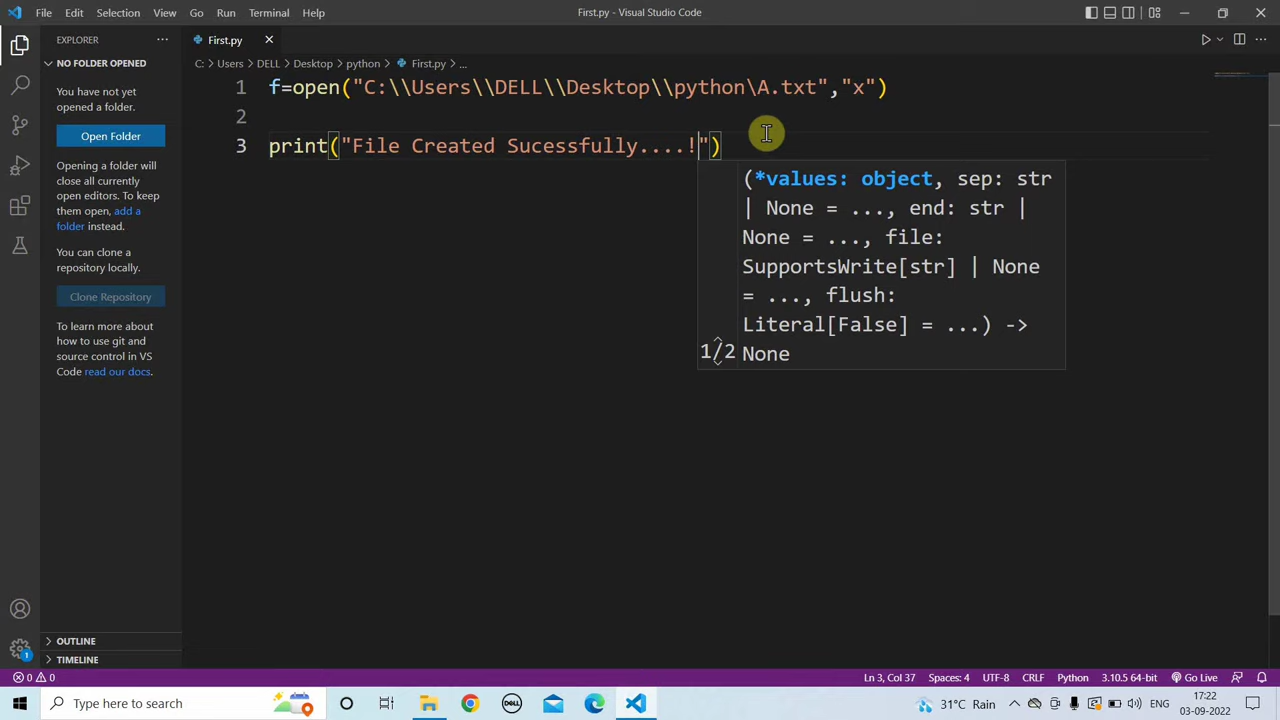 File Edit Selection View Go Run Terminal Help
First.py - Visual Studio Code
EXPLORER
First.py
NO FOLDER OPENED
C: > Users > DELL > Desktop > python > First.py > ...
You have not yet
opened a folder.
Open Folder
Opening a folder will
close all currently
open editors. To
keep them open, add a
folder instead.
You can clone a
repository locally.
Clone Repository
To learn more about
how to use git and
source control in VS
Code read our docs.
1 f=open("C:\\Users\\DELL\\Desktop\\python\A.txt","x")
2
3 print("File Created Sucessfully....!")
(*values: object, sep: str
| None = ..., end: str |
None = ..., file:
SupportsWrite[str] | None
= ..., flush:
Literal[False] = ...) ->
1/2 None
OUTLINE
TIMELINE
1
0 0
Ln 3, Col 37 Spaces: 4 UTF-8 CRLF Python 3.10.5 64-bit Go Live
Type here to search
DELL
31°C Rain
ENG
17:22
03-09-2022